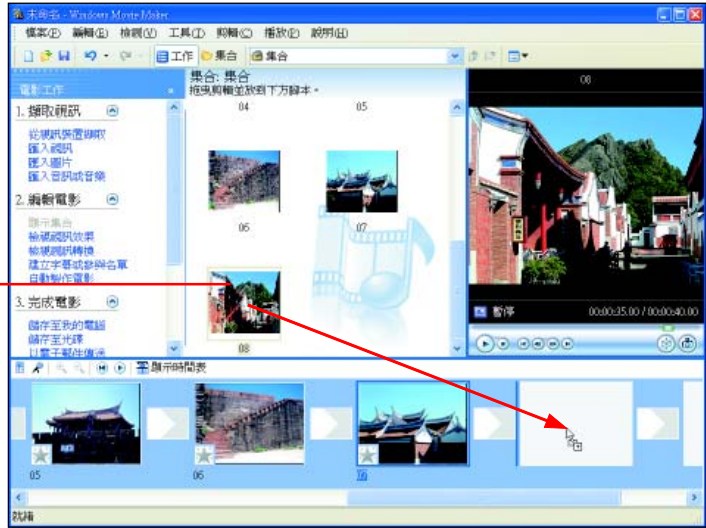 未命名 - Windows Movie Maker
檔案(F) 編輯(E) 檢視(V) 工具(T) 剪輯(C) 播放(P) 說明(H)
工作 集合 集合
電影工作
1. 擷取視訊
從視訊裝置擷取
匯入視訊
匯入圖片
匯入音訊或音樂
2. 編輯電影
顯示集合
檢視視訊效果
檢視視訊轉換
建立字幕或參與名單
自動製作電影
3. 完成電影
儲存至我的電腦
儲存至光碟
以電子郵件傳送
集合: 集合
拖曳剪輯並放到下方腳本。
04 05
06 07
08
08
暫停 00:00:35.00 / 00:00:40.00
顯示時間表
05 06 07
就緒